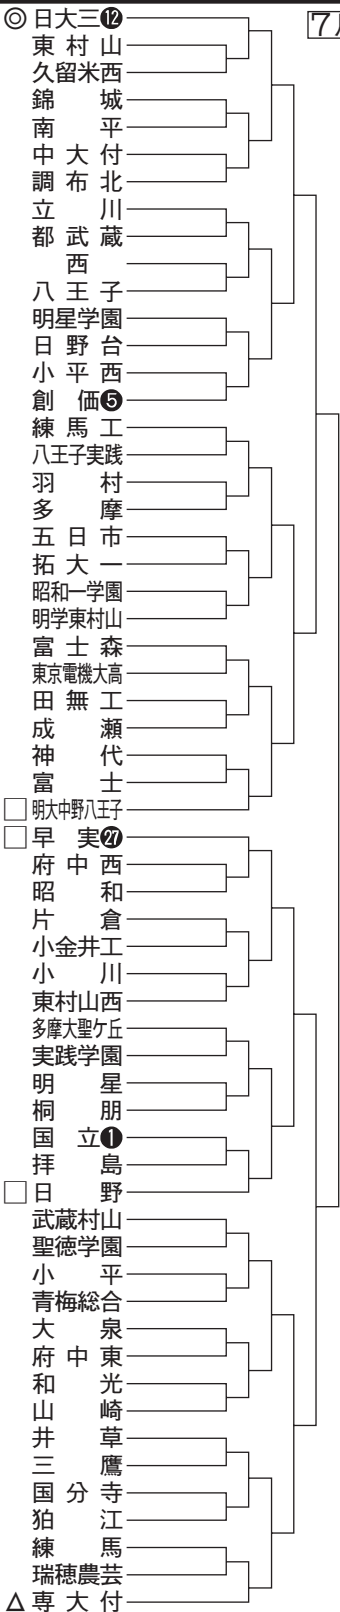 ◎日大三⓬
東村山
久留米西
錦城
南平
中大付
調布北
立川
都武蔵
西
八王子
明星学園
日野台
小平西
創価❺
練馬工
八王子実践
羽村
多摩
五日市
拓大一
昭和一学園
明学東村山
富士森
東京電機大高
田無工
成瀬
神代
富士
□明大中野八王子
□早実㉗
府中西
昭和
片倉
小金井工
小川
東村山西
多摩大聖ケ丘
実践学園
明星
桐朋
国立❶
拝島
□日野
武蔵村山
聖徳学園
小平
青梅総合
大泉
府中東
和光
山崎
井草
三鷹
国分寺
狛江
練馬
瑞穂農芸
△専大付
7